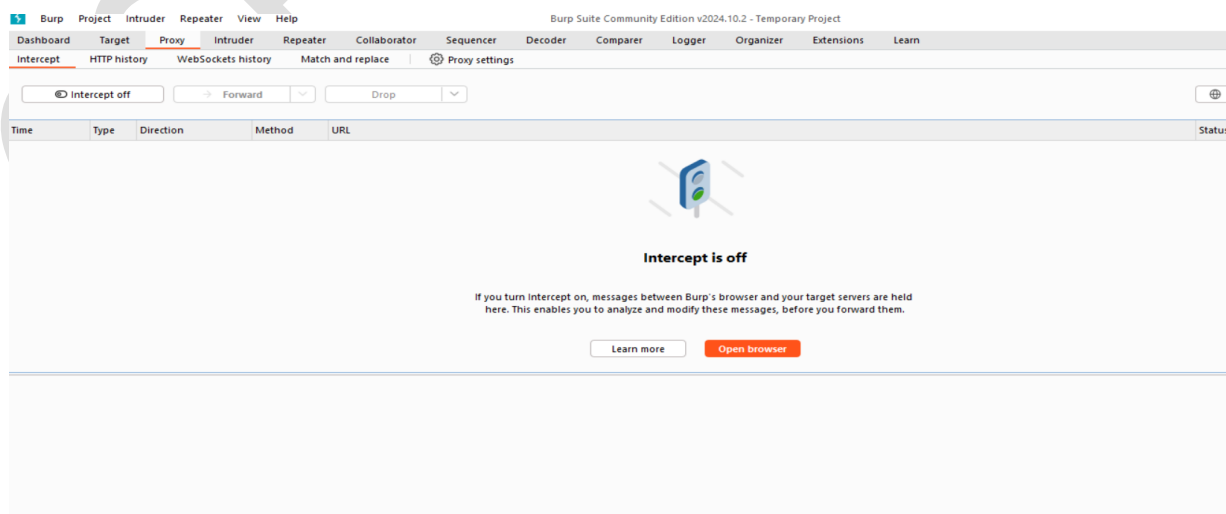 Burp Project Intruder Repeater View Help Burp Suite Community Edition v2024.10.2 - Temporary Project
Dashboard Target Proxy Intruder Repeater Collaborator Sequencer Decoder Comparer Logger Organizer Extensions Learn
Intercept HTTP history WebSockets history Match and replace Proxy settings
Intercept off Forward Drop
Time Type Direction Method URL Status
Intercept is off
If you turn Intercept on, messages between Burp's browser and your target servers are held
here. This enables you to analyze and modify these messages, before you forward them.
Learn more Open browser